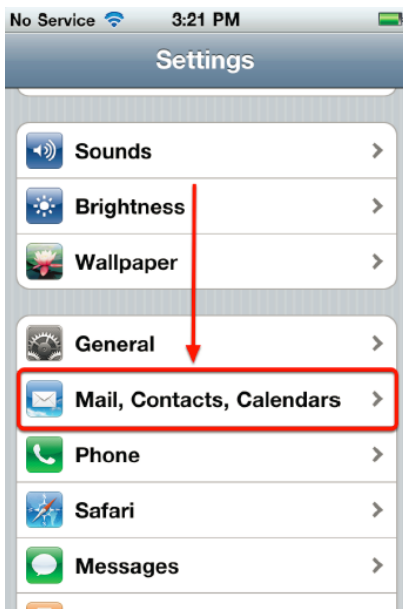 No Service 3:21 PM
Settings
Sounds
Brightness
Wallpaper
General
Mail, Contacts, Calendars
Phone
Safari
Messages